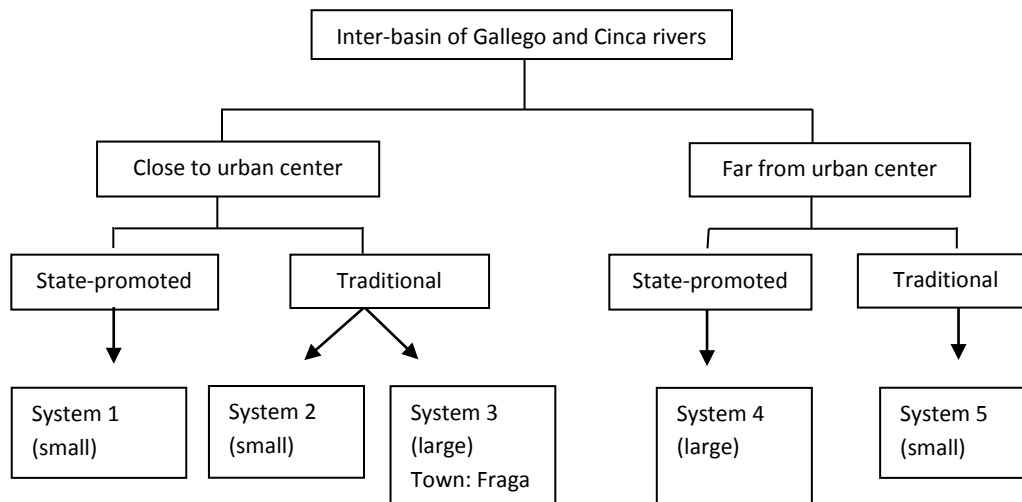 Inter-basin of Gallego and Cinca rivers
Close to urban center
Far from urban center
State-promoted
Traditional
State-promoted
Traditional
System 1
(small)
System 2
(small)
System 3
(large)
Town: Fraga
System 4
(large)
System 5
(small)